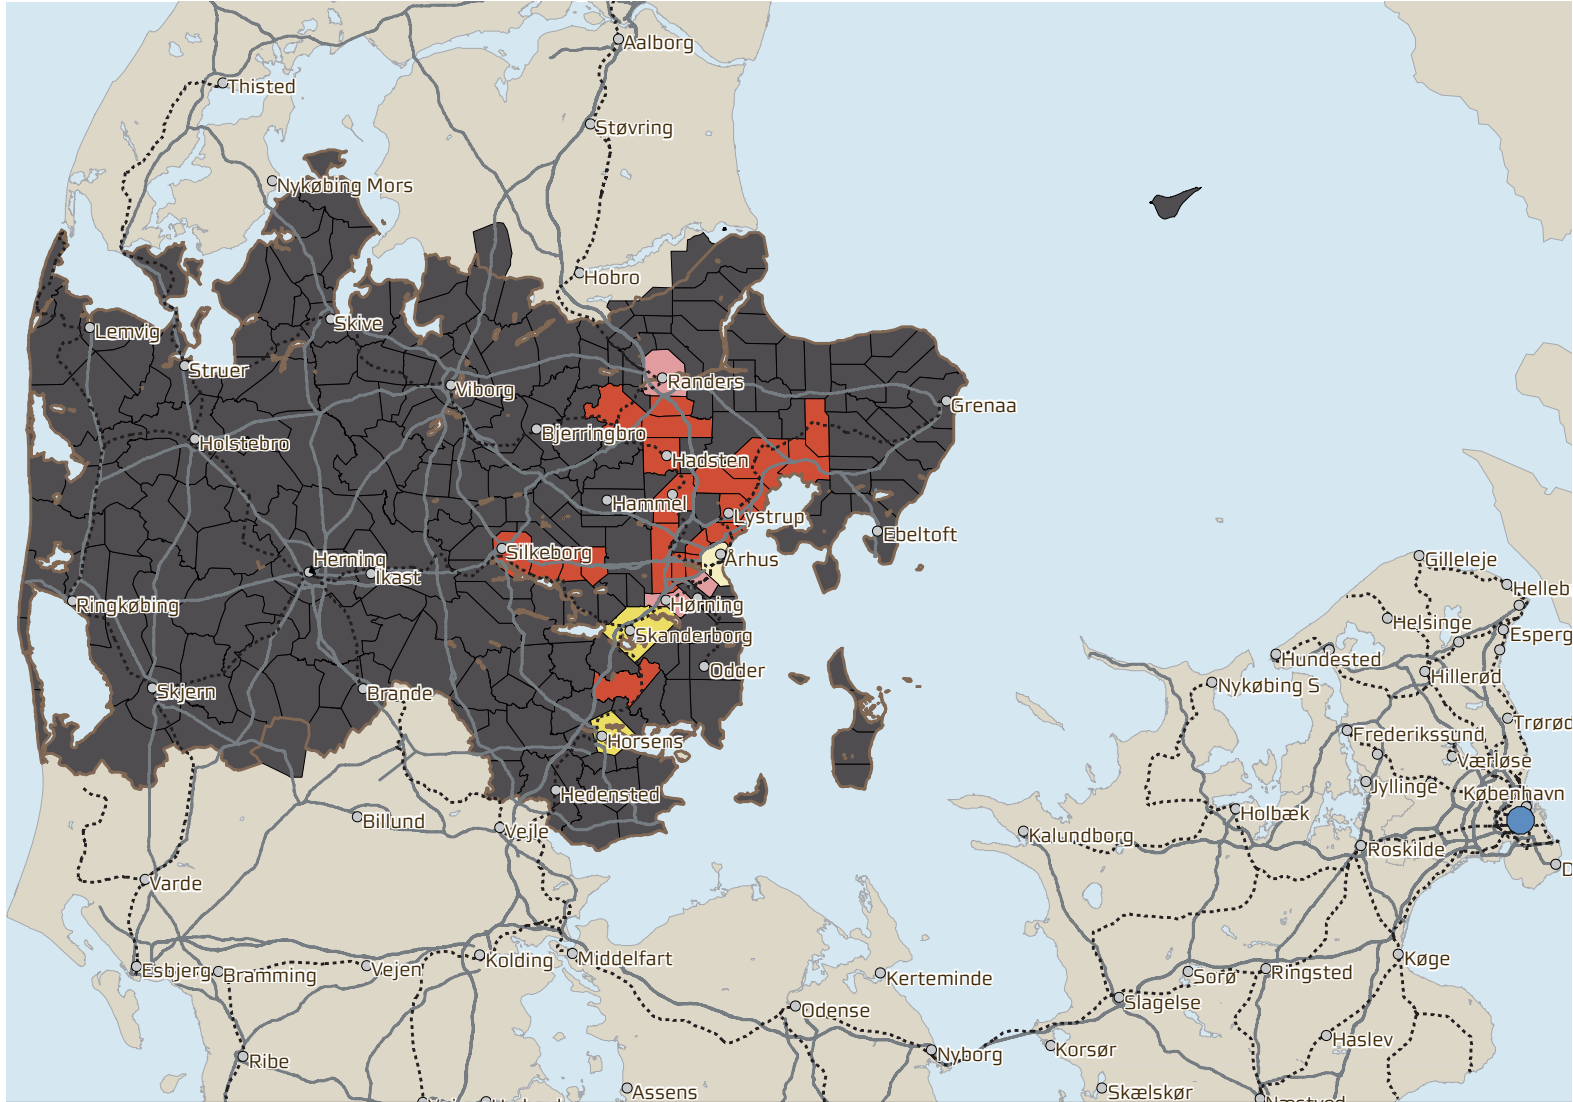 Aalborg
Thisted
Støvring
Nykøbing Mors
Hobro
Lemvig
Skive
Struer
Viborg
Randers
Grenaa
Holstebro
Bjerringbro
Hadsten
Hammel
Lystrup
Ebeltoft
Silkeborg
Århus
Herning
Ikast
Gilleleje
Helleb
Ringkøbing
Hørning
Helsinge
Skanderborg
Esperg
Hundested
Odder
Hillerød
Nykøbing S
Skjern
Brande
Trørød
Frederikssund
Horsens
Værløse
Jyllinge
København
Hedensted
Holbæk
Billund
Vejle
Kalundborg
Roskilde
D
Varde
Middelfart
Kolding
Køge
Esbjerg
Bramming
Vejen
Kerteminde
Sorø
Ringsted
Slagelse
Odense
Haslev
Nyborg
Korsør
Ribe
Assens
Skælskør
Næstved